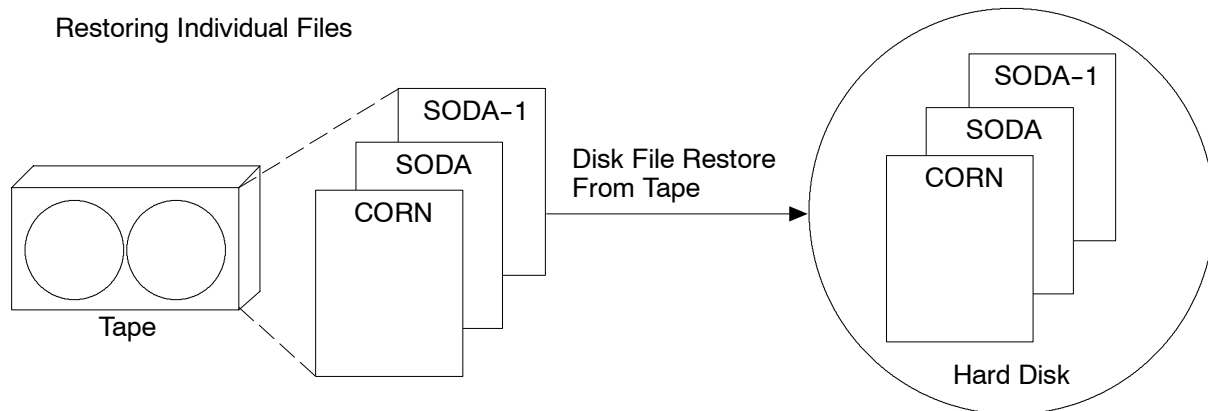 Restoring Individual Files
SODA-1
SODA
CORN
Tape
Disk File Restore
From Tape
SODA-1
SODA
CORN
Hard Disk